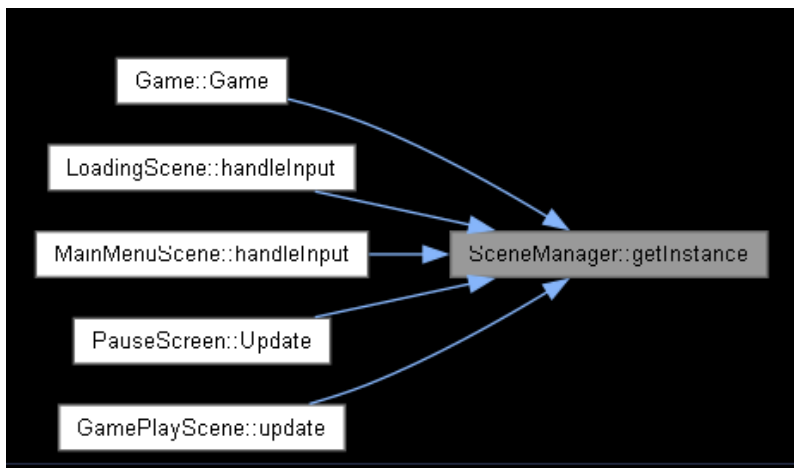 Game::Game
LoadingScene::handleInput
MainMenuScene::handleInput
SceneManager::getInstance
PauseScreen::Update
GamePlayScene::update